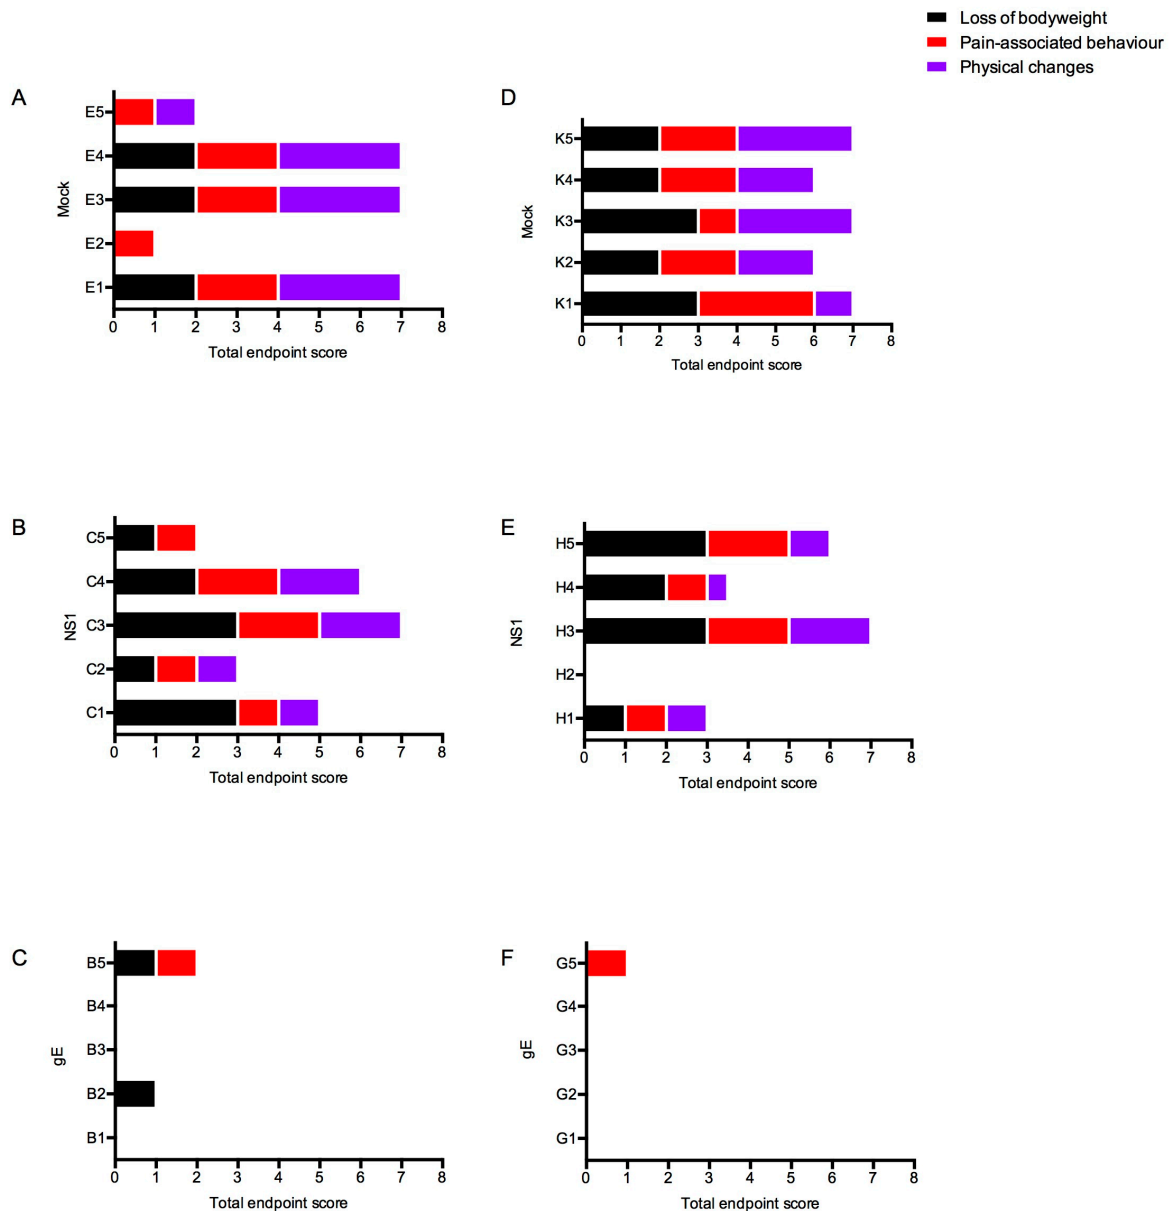 Loss of bodyweight
Pain-associated behaviour
Physical changes
A
Mock
E5
E4
E3
E2
E1
0 1 2 3 4 5 6 7 8
Total endpoint score
D
Mock
K5
K4
K3
K2
K1
0 1 2 3 4 5 6 7 8
Total endpoint score
B
NS1
C5
C4
C3
C2
C1
0 1 2 3 4 5 6 7 8
Total endpoint score
E
NS1
H5
H4
H3
H2
H1
0 1 2 3 4 5 6 7 8
Total endpoint score
C
gE
B5
B4
B3
B2
B1
0 1 2 3 4 5 6 7 8
Total endpoint score
F
gE
G5
G4
G3
G2
G1
0 1 2 3 4 5 6 7 8
Total endpoint score